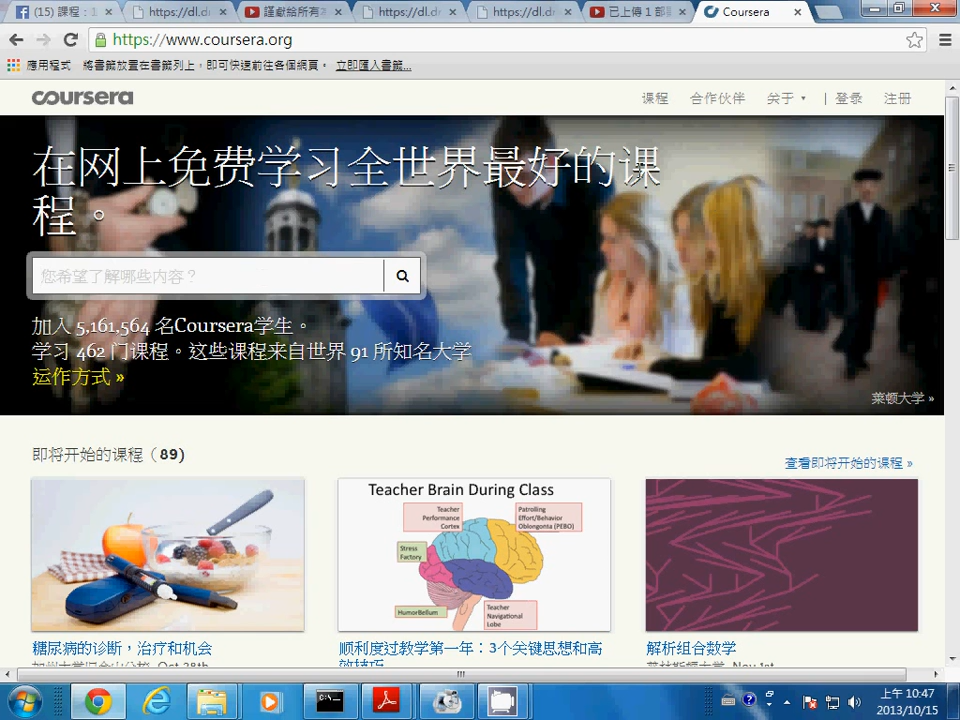 (15) 課程：1
https://dl.d
謹獻給所有
https://dl.d
https://dl.d
已上傳 1 部
Coursera
https://www.coursera.org
應用程式 將書籤放置在書籤列上，即可快速前往各個網頁。 立即匯入書籤...
coursera
课程 合作伙伴 关于 | 登录 注册
在网上免费学习全世界最好的课
程。
您希望了解哪些内容？
加入 5,161,564 名Coursera学生。
学习 462 门课程。这些课程来自世界 91 所知名大学
运作方式 »
莱顿大学 »
即将开始的课程（89)
查看即将开始的课程 »
Teacher Brain During Class
Teacher
Performance
Cortex
Patrolling
Effort/Behavior
Oblongonta (PEBO)
Stress
Factory
HumorBellum
Teacher
Navigational
Lobe
糖尿病的诊断，治疗和机会
顺利度过教学第一年：3个关键思想和高
效技巧
解析组合数学
上午 10:47
2013/10/15